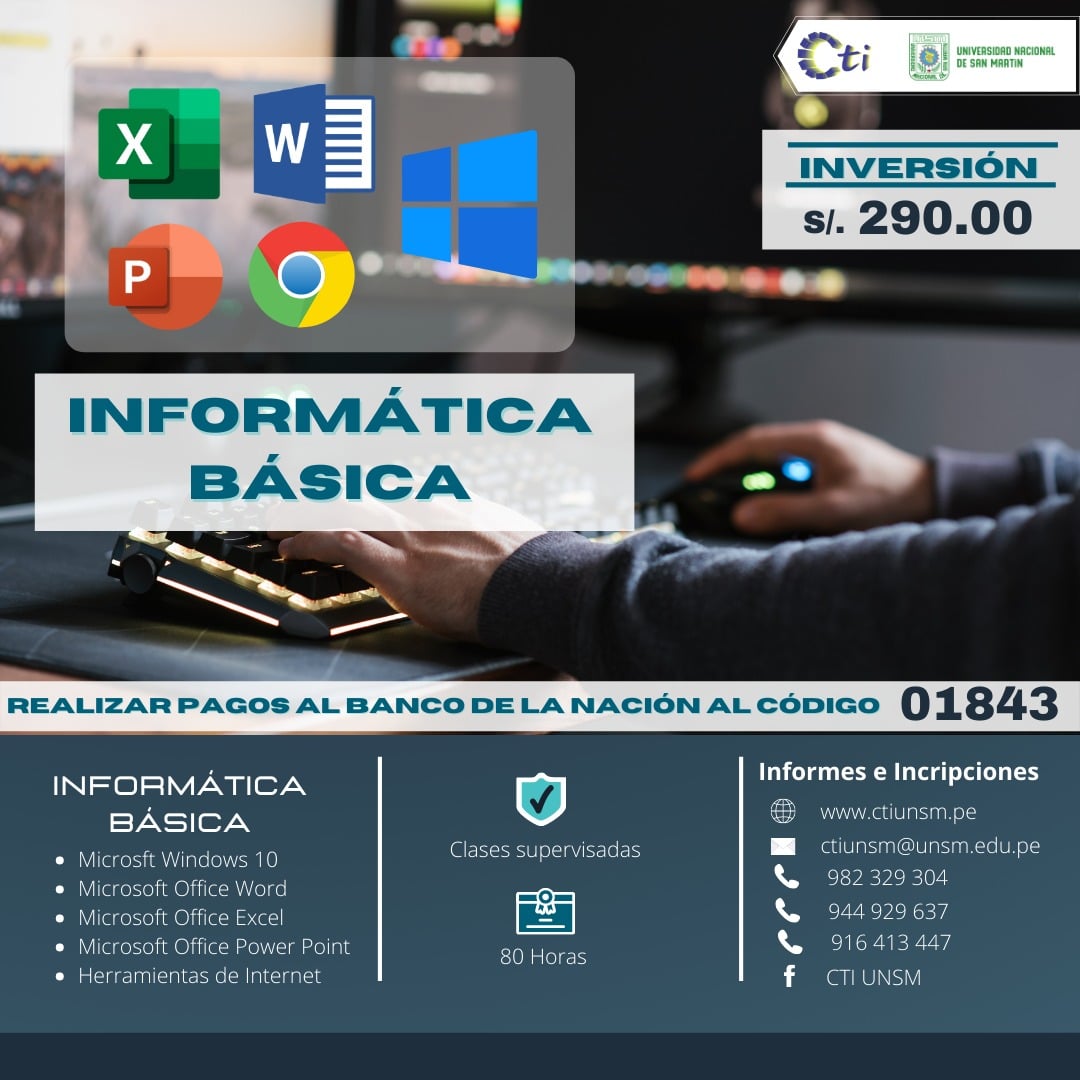 Cti
UNIVERSIDAD NACIONAL
DE SAN MARTIN
INVERSIÓN
S/. 290.00
X
W
P
INFORMÁTICA
BÁSICA
REALIZAR PAGOS AL BANCO DE LA NACIÓN AL CÓDIGO 01843
INFORMÁTICA
BÁSICA
• Microsft Windows 10
• Microsoft Office Word
• Microsoft Office Excel
• Microsoft Office Power Point
• Herramientas de Internet
Clases supervisadas
80 Horas
Informes e Incripciones
www.ctiunsm.pe
ctiunsm@unsm.edu.pe
982 329 304
944 929 637
916 413 447
CTI UNSM